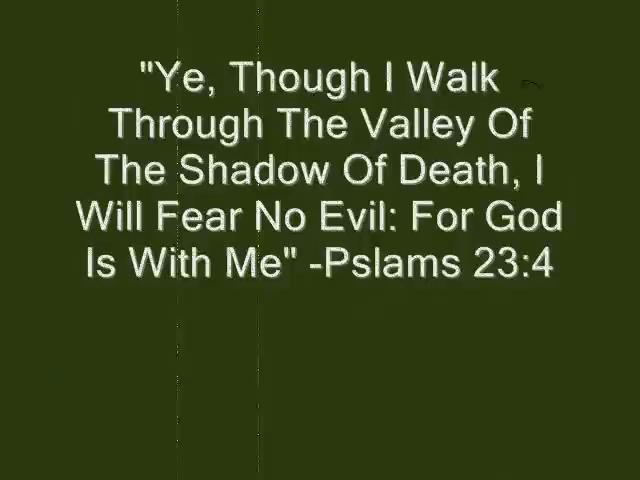 "Ye, Though I Walk
Through The Valley Of
The Shadow Of Death, I
Will Fear No Evil: For God
Is With Me" -Pslams 23:4